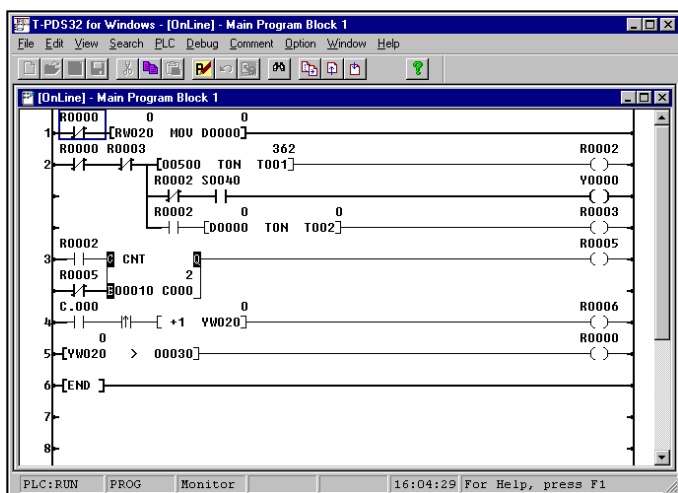 T-PDS32 for Windows - [OnLine] - Main Program Block 1
File Edit View Search PLC Debug Comment Option Window Help
[OnLine] - Main Program Block 1
R0000 0 0
1 [RW020 MOV D0000]
R0000 R0003 362 R0002
2 [00500 TON T001]
R0002 S0040 Y0000
R0002 0 0 R0003
[D0000 TON T002]
R0002 R0005
3 C CNT Q
R0005 2
E 00010 C000
C.000 0 R0006
4 [ +1 YW020]
0 R0000
5 [YW020 > 00030]
6 [END ]
7
8
PLC:RUN PROG Monitor 16:04:29 For Help, press F1